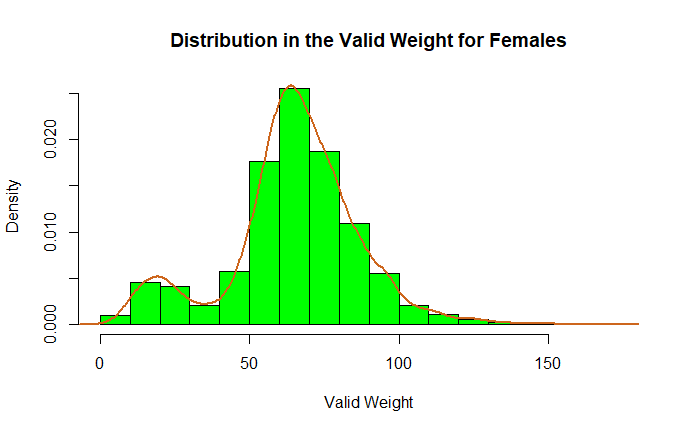 Distribution in the Valid Weight for Females
Density
0.000
0.010
0.020
0
50
100
150
Valid Weight